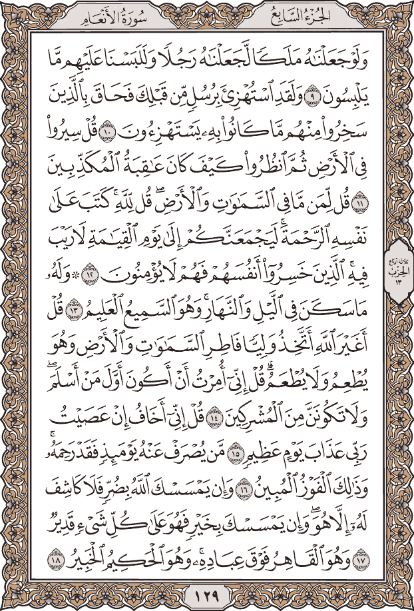 الجزء السابع
سورة الأنعام
وَلَوْ جَعَلْنَٰهُ مَلَكًا لَّجَعَلْنَٰهُ رَجُلًا وَلَلَبَسْنَا عَلَيْهِم مَّا
يَلْبِسُونَ ٩ وَلَقَدِ ٱسْتُهْزِئَ بِرُسُلٍ مِّن قَبْلِكَ فَحَاقَ بِٱلَّذِينَ
سَخِرُوا۟ مِنْهُم مَّا كَانُوا۟ بِهِۦ يَسْتَهْزِءُونَ ١٠ قُلْ سِيرُوا۟
فِى ٱلْأَرْضِ ثُمَّ ٱنظُرُوا۟ كَيْفَ كَانَ عَٰقِبَةُ ٱلْمُكَذِّبِينَ
١١ قُل لِّمَن مَّا فِى ٱلسَّمَٰوَٰتِ وَٱلْأَرْضِ ۖ قُل لِّلَّهِ ۚ كَتَبَ عَلَىٰ
نَفْسِهِ ٱلرَّحْمَةَ ۚ لَيَجْمَعَنَّكُمْ إِلَىٰ يَوْمِ ٱلْقِيَٰمَةِ لَا رَيْبَ
فِيهِ ۚ ٱلَّذِينَ خَسِرُوٓا۟ أَنفُسَهُمْ فَهُمْ لَا يُؤْمِنُونَ ١٢ ۞ وَلَهُۥ
مَا سَكَنَ فِى ٱلَّيْلِ وَٱلنَّهَارِ ۚ وَهُوَ ٱلسَّمِيعُ ٱلْعَلِيمُ ١٣ قُلْ
أَغَيْرَ ٱللَّهِ أَتَّخِذُ وَلِيًّا فَاطِرِ ٱلسَّمَٰوَٰتِ وَٱلْأَرْضِ وَهُوَ
يُطْعِمُ وَلَا يُطْعَمُ ۗ قُلْ إِنِّىٓ أُمِرْتُ أَنْ أَكُونَ أَوَّلَ مَنْ أَسْلَمَ ۖ
وَلَا تَكُونَنَّ مِنَ ٱلْمُشْرِكِينَ ١٤ قُلْ إِنِّىٓ أَخَافُ إِنْ عَصَيْتُ
رَبِّى عَذَابَ يَوْمٍ عَظِيمٍ ١٥ مَّن يُصْرَفْ عَنْهُ يَوْمَئِذٍ فَقَدْ رَحِمَهُۥ ۚ
وَذَٰلِكَ ٱلْفَوْزُ ٱلْمُبِينُ ١٦ وَإِن يَمْسَسْكَ ٱللَّهُ بِضُرٍّ فَلَا كَاشِفَ
لَهُۥٓ إِلَّا هُوَ ۖ وَإِن يَمْسَسْكَ بِخَيْرٍ فَهُوَ عَلَىٰ كُلِّ شَىْءٍ قَدِيرٌ
١٧ وَهُوَ ٱلْقَاهِرُ فَوْقَ عِبَادِهِۦ ۚ وَهُوَ ٱلْحَكِيمُ ٱلْخَبِيرُ ١٨
الحزب
١٣
١٢٩